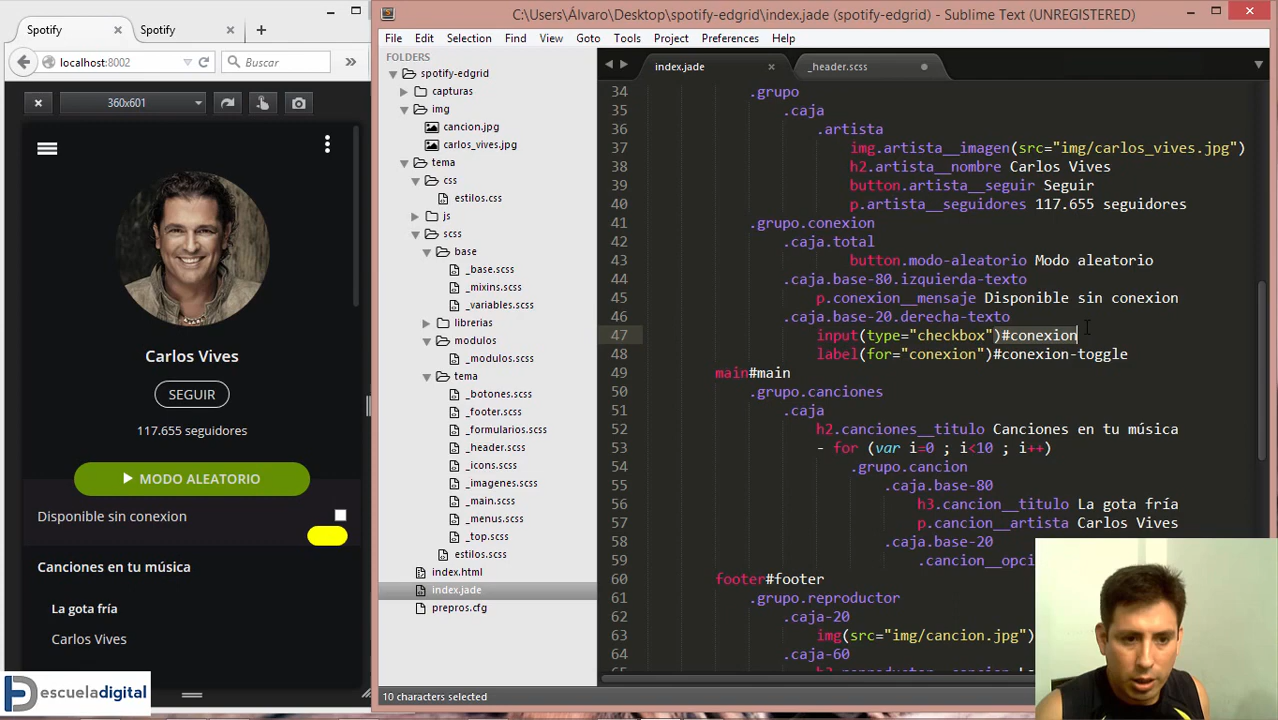 Spotify
Spotify
localhost:8002
Buscar
360x601
Carlos Vives
SEGUIR
117.655 seguidores
MODO ALEATORIO
Disponible sin conexion
Canciones en tu música
La gota fría
Carlos Vives
escueladigital
C:\Users\Álvaro\Desktop\spotify-edgrid\index.jade (spotify-edgrid) - Sublime Text (UNREGISTERED)
File Edit Selection Find View Goto Tools Project Preferences Help
FOLDERS
spotify-edgrid
capturas
img
cancion.jpg
carlos_vives.jpg
tema
css
estilos.css
js
scss
base
_base.scss
_mixins.scss
_variables.scss
librerias
modulos
_modulos.scss
tema
_botones.scss
_footer.scss
_formularios.scss
_header.scss
_icons.scss
_imagenes.scss
_main.scss
_menus.scss
_top.scss
estilos.scss
index.html
index.jade
prepros.cfg
index.jade
_header.scss
34 .grupo
35 .caja
36 .artista
37 img.artista__imagen(src="img/carlos_vives.jpg")
38 h2.artista__nombre Carlos Vives
39 button.artista__seguir Seguir
40 p.artista__seguidores 117.655 seguidores
41 .grupo.conexion
42 .caja.total
43 button.modo-aleatorio Modo aleatorio
44 .caja.base-80.izquierda-texto
45 p.conexion__mensaje Disponible sin conexion
46 .caja.base-20.derecha-texto
47 input(type="checkbox")#conexion
48 label(for="conexion")#conexion-toggle
49 main#main
50 .grupo.canciones
51 .caja
52 h2.canciones__titulo Canciones en tu música
53 - for (var i=0 ; i<10 ; i++)
54 .grupo.cancion
55 .caja.base-80
56 h3.cancion__titulo La gota fría
57 p.cancion__artista Carlos Vives
58 .caja.base-20
59 .cancion__opci
60 footer#footer
61 .grupo.reproductor
62 .caja-20
63 img(src="img/cancion.jpg")
64 .caja-60
10 characters selected